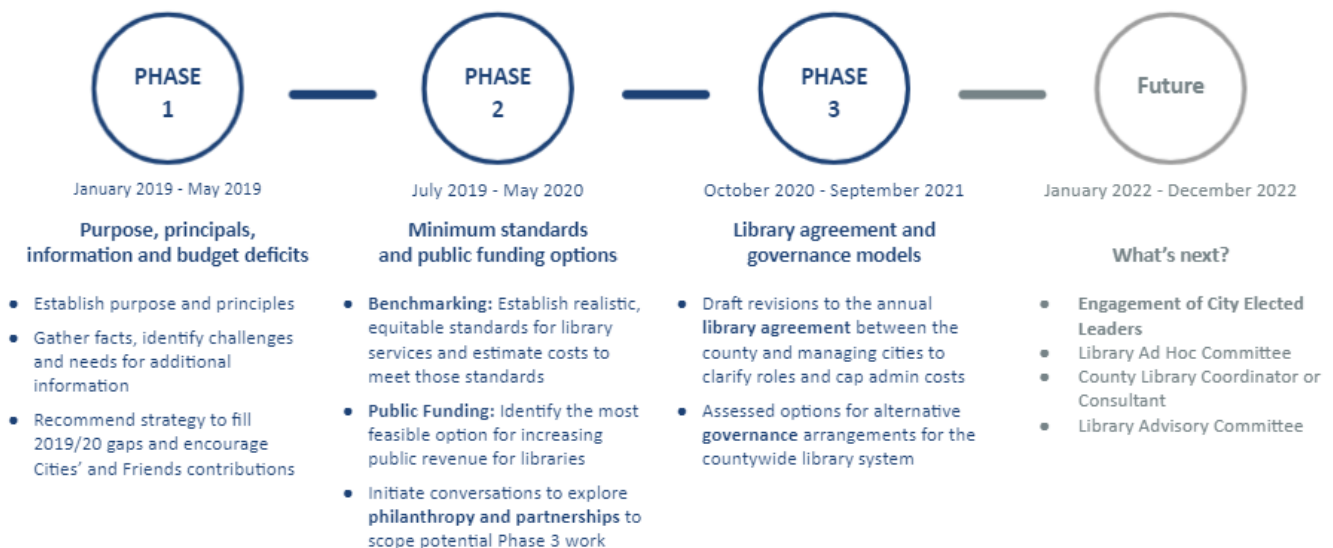 PHASE
1
January 2019 - May 2019
Purpose, principals,
information and budget deficits
● Establish purpose and principles
● Gather facts, identify challenges
and needs for additional
information
● Recommend strategy to fill
2019/20 gaps and encourage
Cities' and Friends contributions
PHASE
2
July 2019 - May 2020
Minimum standards
and public funding options
● Benchmarking: Establish realistic,
equitable standards for library
services and estimate costs to
meet those standards
● Public Funding: Identify the most
feasible option for increasing
public revenue for libraries
● Initiate conversations to explore
philanthropy and partnerships to
scope potential Phase 3 work
PHASE
3
October 2020 - September 2021
Library agreement and
governance models
● Draft revisions to the annual
library agreement between the
county and managing cities to
clarify roles and cap admin costs
● Assessed options for alternative
governance arrangements for the
countywide library system
Future
January 2022 - December 2022
What's next?
● Engagement of City Elected
Leaders
● Library Ad Hoc Committee
● County Library Coordinator or
Consultant
● Library Advisory Committee